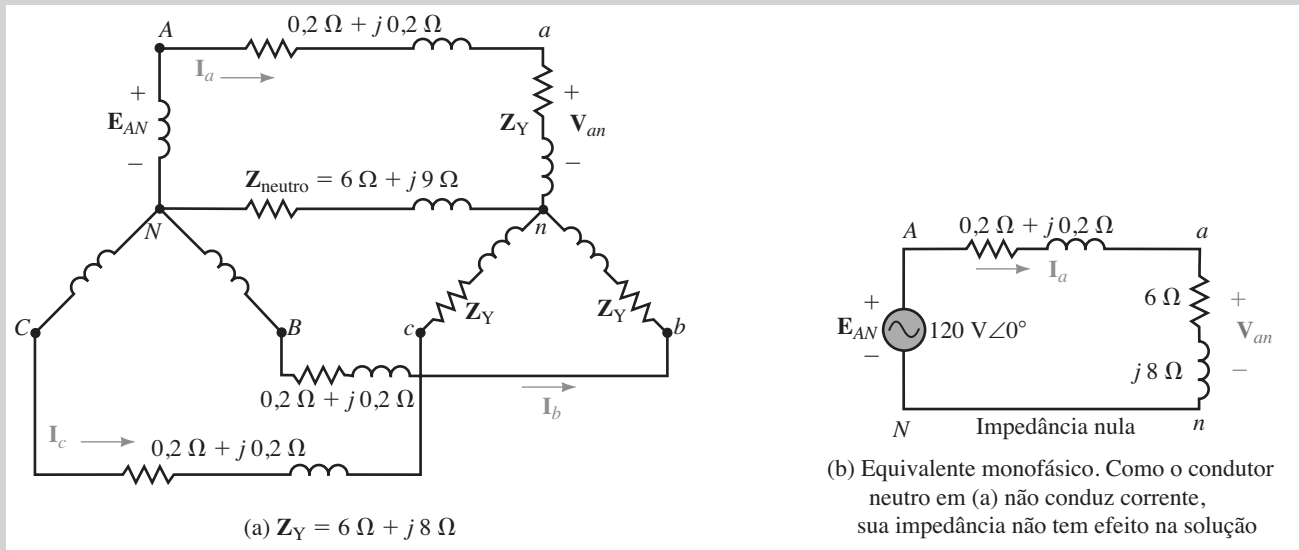 0,2 Ω + j 0,2 Ω
A
a
I_a
+
E_AN
−
Z_Y
+
V_an
−
Z_neutro = 6 Ω + j 9 Ω
N
n
C
B
c
Z_Y
Z_Y
b
0,2 Ω + j 0,2 Ω
I_b
I_c
0,2 Ω + j 0,2 Ω
(a) Z_Y = 6 Ω + j 8 Ω
A
0,2 Ω + j 0,2 Ω
a
I_a
+
E_AN
−
120 V∠0°
6 Ω
j 8 Ω
+
V_an
−
N
Impedância nula
n
(b) Equivalente monofásico. Como o condutor
neutro em (a) não conduz corrente,
sua impedância não tem efeito na solução